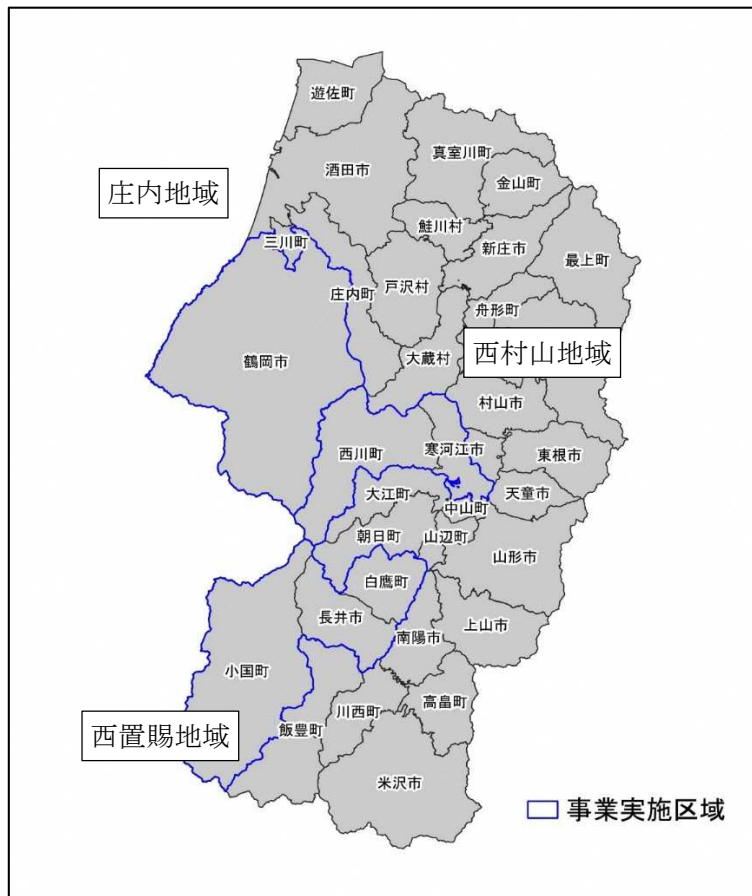 遊佐町
真室川町
酒田市
金山町
庄内地域
鮭川村
新庄市
三川町
最上町
戸沢村
庄内町
舟形町
大蔵村
西村山地域
鶴岡市
村山市
西川町
寒河江市
東根市
大江町
天童市
中山町
朝日町
山辺町
山形市
白鷹町
長井市
上山市
南陽市
小国町
高畠町
川西町
西置賜地域
飯豊町
米沢市
事業実施区域